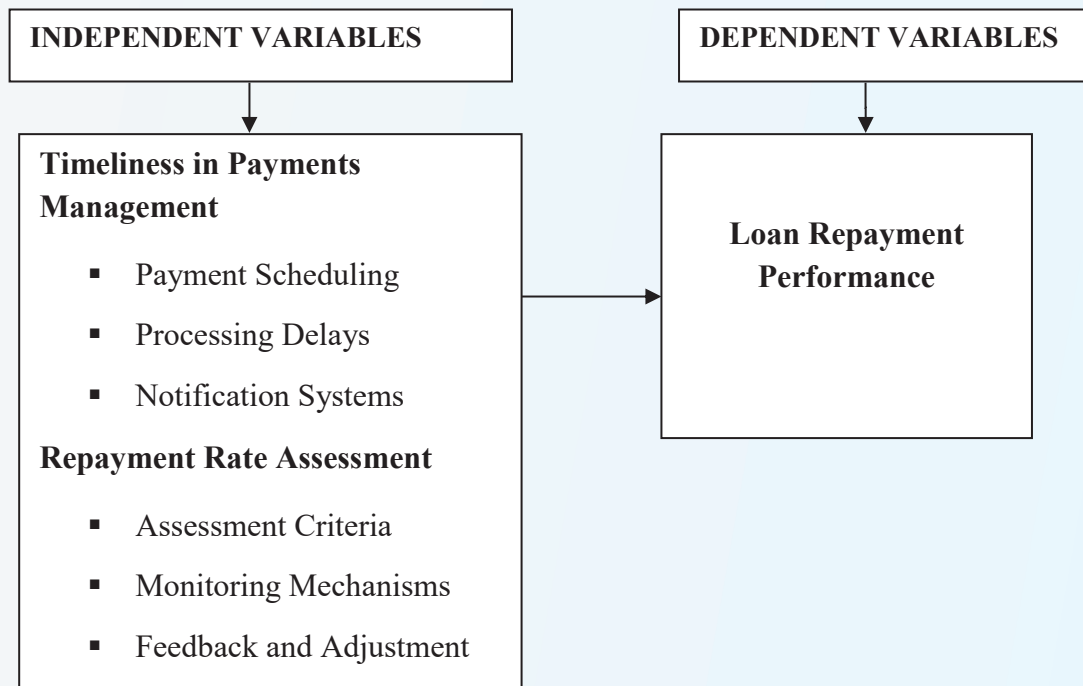 INDEPENDENT VARIABLES
Timeliness in Payments
Management
▪ Payment Scheduling
▪ Processing Delays
▪ Notification Systems
Repayment Rate Assessment
▪ Assessment Criteria
▪ Monitoring Mechanisms
▪ Feedback and Adjustment
DEPENDENT VARIABLES
Loan Repayment
Performance